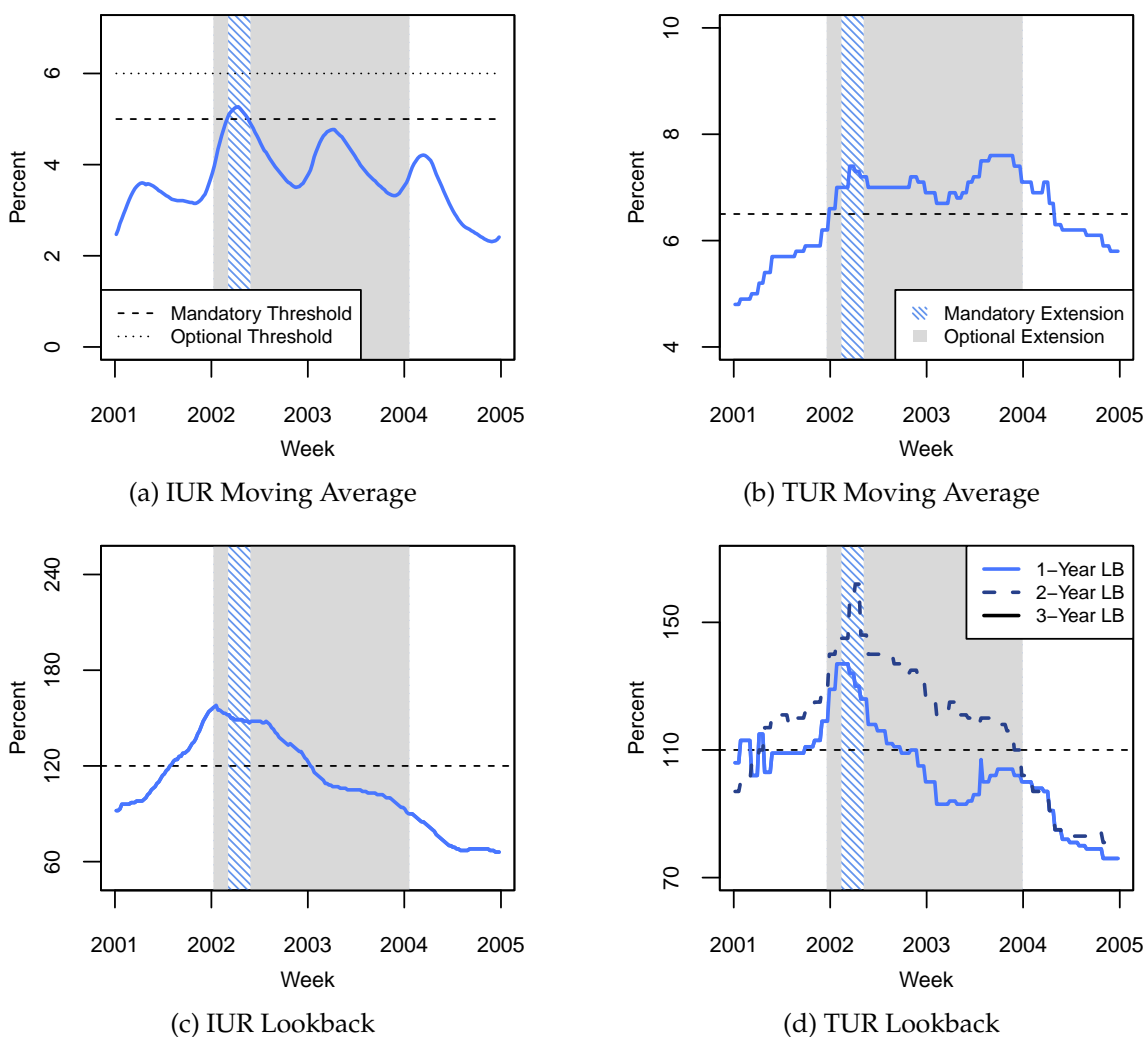 Percent
6
4
2
0
Mandatory Threshold
Optional Threshold
2001 2002 2003 2004 2005
Week
(a) IUR Moving Average
Percent
10
8
6
4
Mandatory Extension
Optional Extension
2001 2002 2003 2004 2005
Week
(b) TUR Moving Average
Percent
240
180
120
60
2001 2002 2003 2004 2005
Week
(c) IUR Lookback
Percent
150
110
70
1−Year LB
2−Year LB
3−Year LB
2001 2002 2003 2004 2005
Week
(d) TUR Lookback